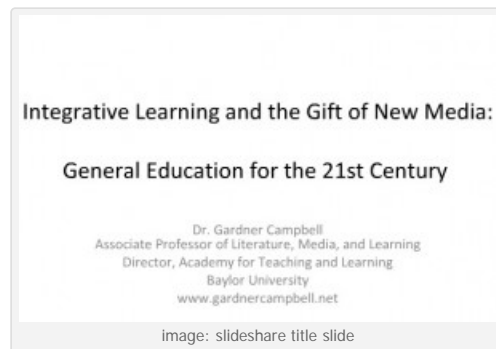 Integrative Learning and the Gift of New Media:
General Education for the 21st Century
Dr. Gardner Campbell
Associate Professor of Literature, Media, and Learning
Director, Academy for Teaching and Learning
Baylor University
www.gardnercampbell.net
image: slideshare title slide